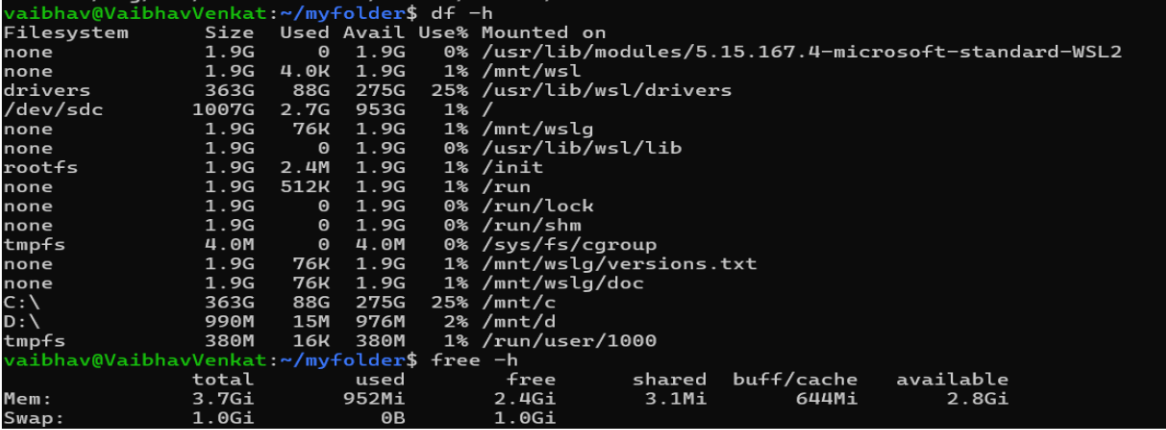 vaibhav@VaibhavVenkat:~/myfolder$ df -h
Filesystem Size Used Avail Use% Mounted on
none 1.9G 0 1.9G 0% /usr/lib/modules/5.15.167.4-microsoft-standard-WSL2
none 1.9G 4.0K 1.9G 1% /mnt/wsl
drivers 363G 88G 275G 25% /usr/lib/wsl/drivers
/dev/sdc 1007G 2.7G 953G 1% /
none 1.9G 76K 1.9G 1% /mnt/wslg
none 1.9G 0 1.9G 0% /usr/lib/wsl/lib
rootfs 1.9G 2.4M 1.9G 1% /init
none 1.9G 512K 1.9G 1% /run
none 1.9G 0 1.9G 0% /run/lock
none 1.9G 0 1.9G 0% /run/shm
tmpfs 4.0M 0 4.0M 0% /sys/fs/cgroup
none 1.9G 76K 1.9G 1% /mnt/wslg/versions.txt
none 1.9G 76K 1.9G 1% /mnt/wslg/doc
C:\ 363G 88G 275G 25% /mnt/c
D:\ 990M 15M 976M 2% /mnt/d
tmpfs 380M 16K 380M 1% /run/user/1000
vaibhav@VaibhavVenkat:~/myfolder$ free -h
total used free shared buff/cache available
Mem: 3.7Gi 952Mi 2.4Gi 3.1Mi 644Mi 2.8Gi
Swap: 1.0Gi 0B 1.0Gi